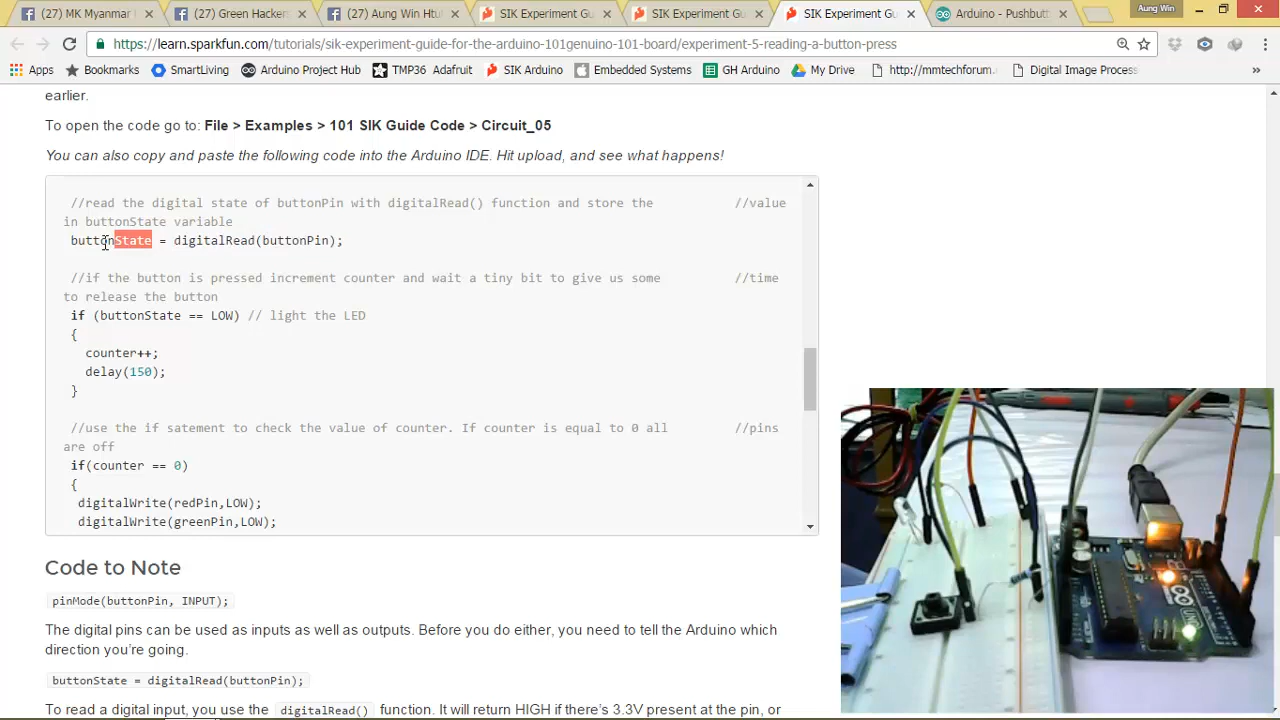 (27) MK Myanmar
(27) Green Hacker
(27) Aung Win Htu
SIK Experiment Gu
SIK Experiment Gu
SIK Experiment Gu
Arduino - Pushbutt
Aung Win
https://learn.sparkfun.com/tutorials/sik-experiment-guide-for-the-arduino-101genuino-101-board/experiment-5-reading-a-button-press
Apps
Bookmarks
SmartLiving
Arduino Project Hub
TMP36 Adafruit
SIK Arduino
Embedded Systems
GH Arduino
My Drive
http://mmtechforum.
Digital Image Proces
»
earlier.
To open the code go to: File > Examples > 101 SIK Guide Code > Circuit_05
You can also copy and paste the following code into the Arduino IDE. Hit upload, and see what happens!
//read the digital state of buttonPin with digitalRead() function and store the //value
in buttonState variable
buttonState = digitalRead(buttonPin);
//if the button is pressed increment counter and wait a tiny bit to give us some //time
to release the button
if (buttonState == LOW) // light the LED
{
counter++;
delay(150);
}
//use the if satement to check the value of counter. If counter is equal to 0 all //pins
are off
if(counter == 0)
{
digitalWrite(redPin,LOW);
digitalWrite(greenPin,LOW);
Code to Note
pinMode(buttonPin, INPUT);
The digital pins can be used as inputs as well as outputs. Before you do either, you need to tell the Arduino which
direction you're going.
buttonState = digitalRead(buttonPin);
To read a digital input, you use the digitalRead() function. It will return HIGH if there's 3.3V present at the pin, or